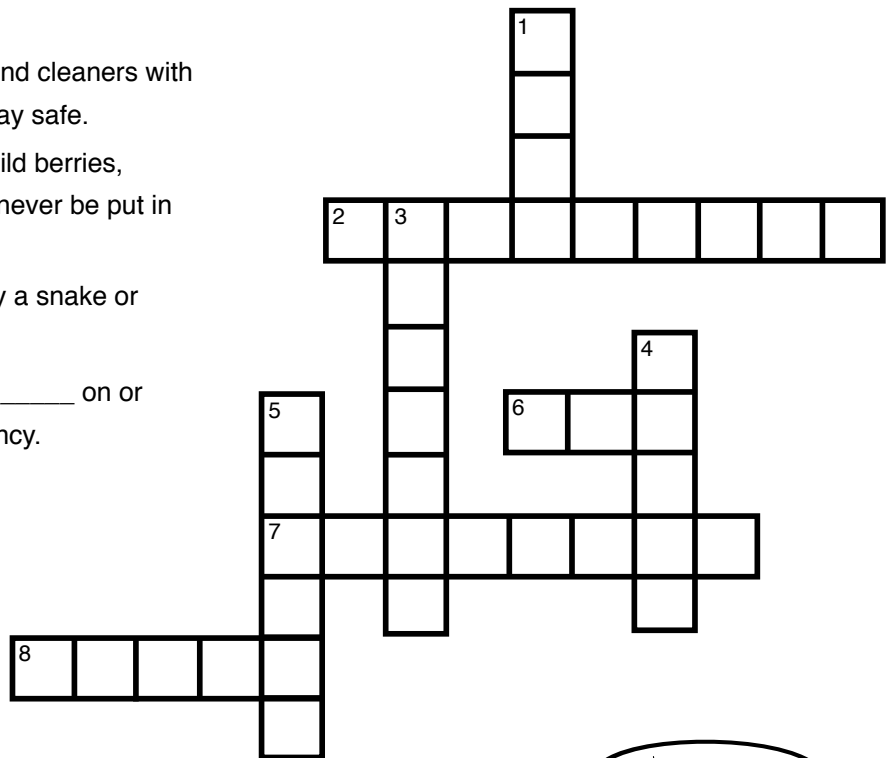 nd cleaners with
ay safe.
ild berries,
never be put in
y a snake or
_____ on or
ncy.
1
2 3
4
5
6
7
8